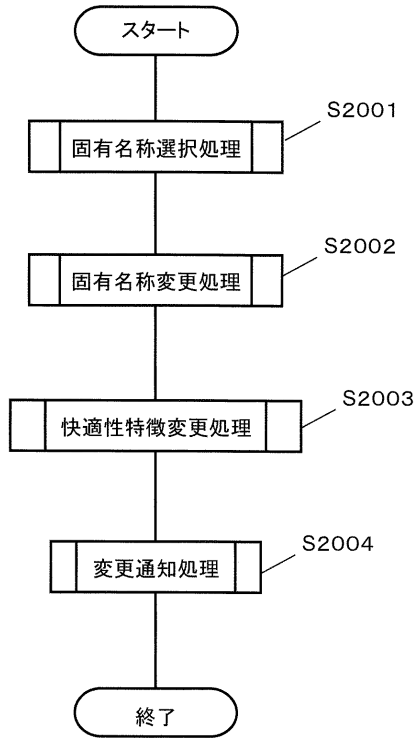 スタート
S2001
固有名称選択処理
S2002
固有名称変更処理
S2003
快適性特徴変更処理
S2004
変更通知処理
終了